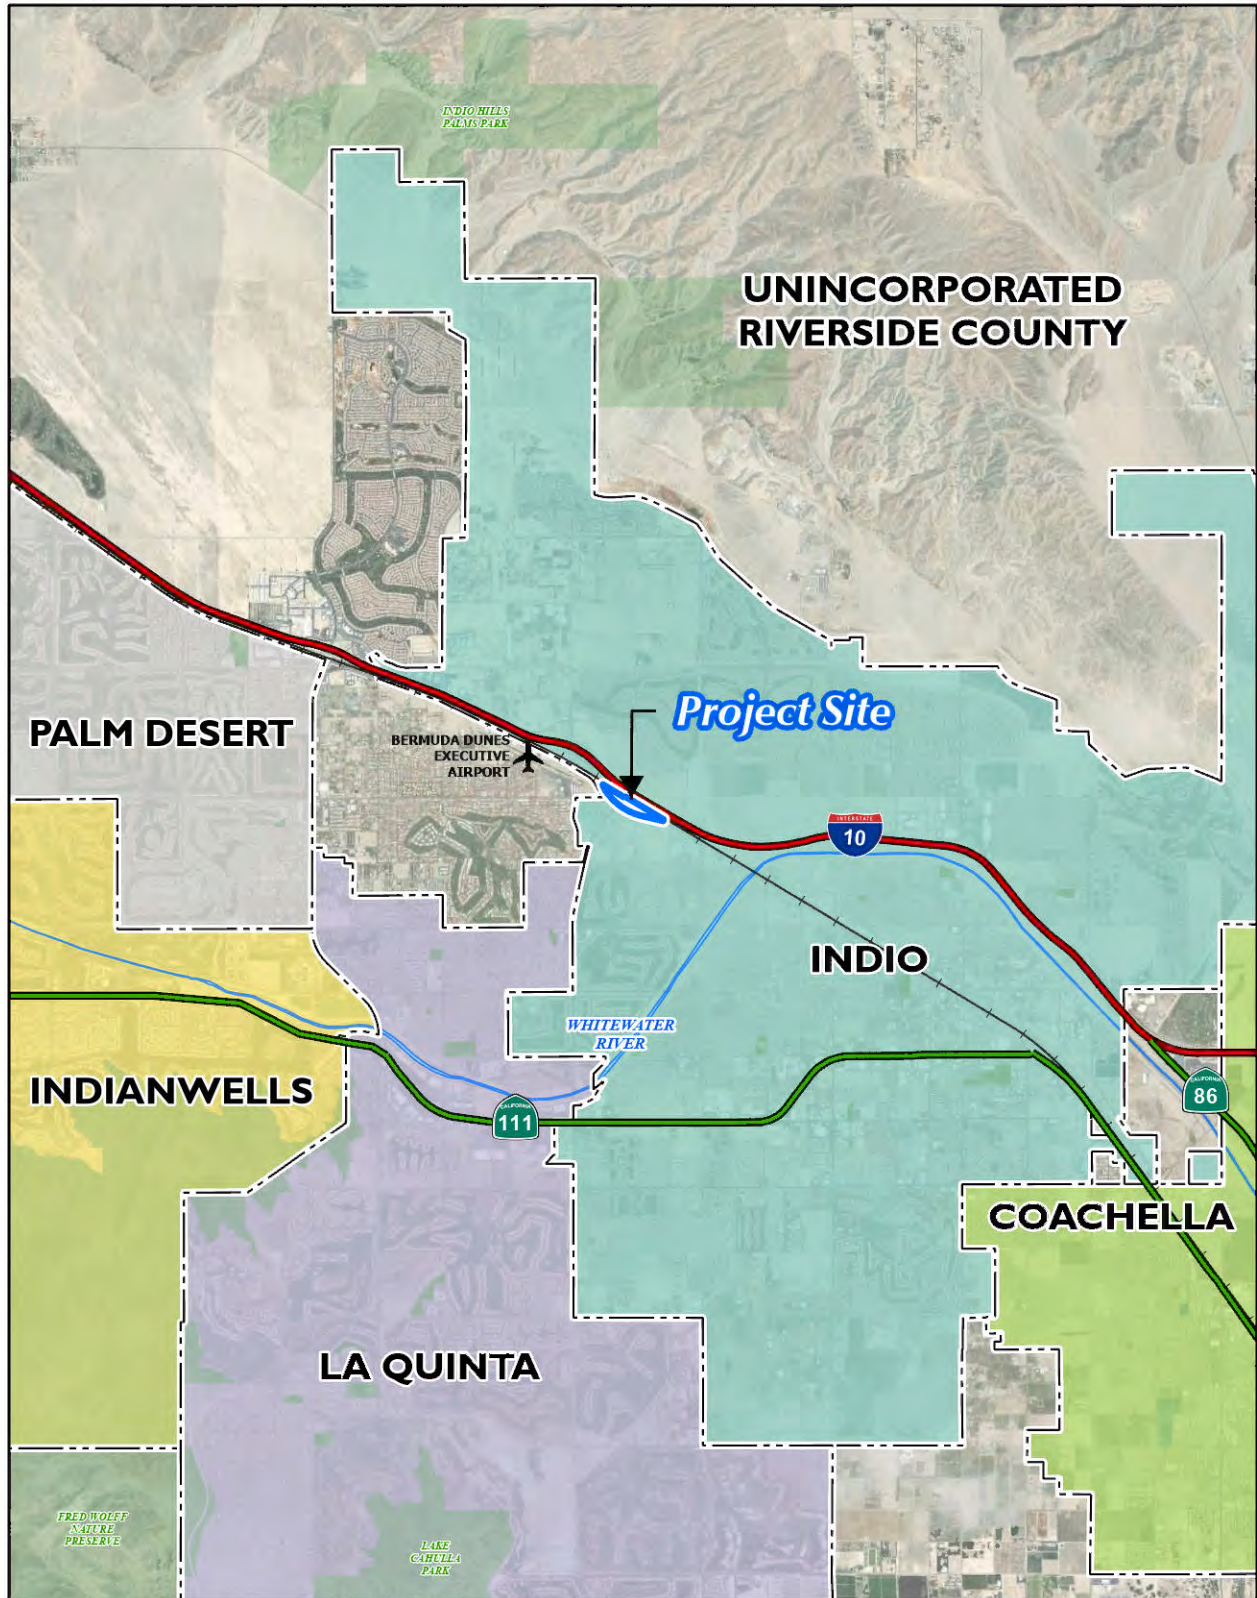 INDIO HILLS
PALMS PARK
UNINCORPORATED
RIVERSIDE COUNTY
Project Site
PALM DESERT
BERMUDA DUNES
EXECUTIVE
AIRPORT
INTERSTATE
10
INDIO
WHITEWATER
RIVER
INDIANWELLS
CALIFORNIA
86
CALIFORNIA
111
COACHELLA
LA QUINTA
FRED WOLFF
NATURE
PRESERVE
LAKE
CAHUILLA
PARK